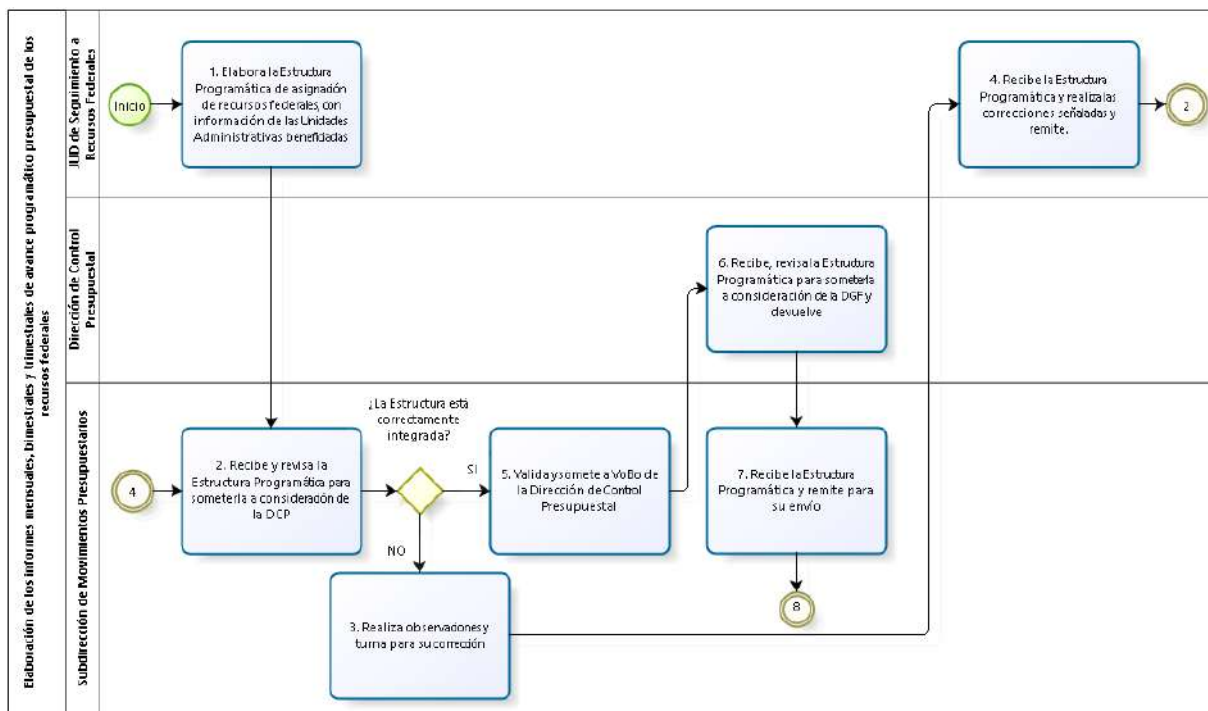 Elaboración de los informes mensuales, bimestrales y trimestrales de avance programático presupuestal de los
recursos federales
JUD de Seguimiento a
Recursos Federales
Inicio
1. Elabora la Estructura
Programática de asignación
de recursos federales, con
información de las Unidades
Administrativas beneficiadas
4. Recibe la Estructura
Programática y realiza las
correcciones señaladas y
remite.
2
Dirección de Control
Presupuestal
6. Recibe, revisa la Estructura
Programática para someterla
a consideración de la DGF y
devuelve
Subdirección de Movimientos Presupuestarios
4
2. Recibe y revisa la
Estructura Programática para
someterla a consideración de
la DCP
¿La Estructura está
correctamente
integrada?
SI
NO
5. Valida y somete a VoBo de
la Dirección de Control
Presupuestal
7. Recibe la Estructura
Programática y remite para
su envío
3. Realiza observaciones y
turna para su corrección
8